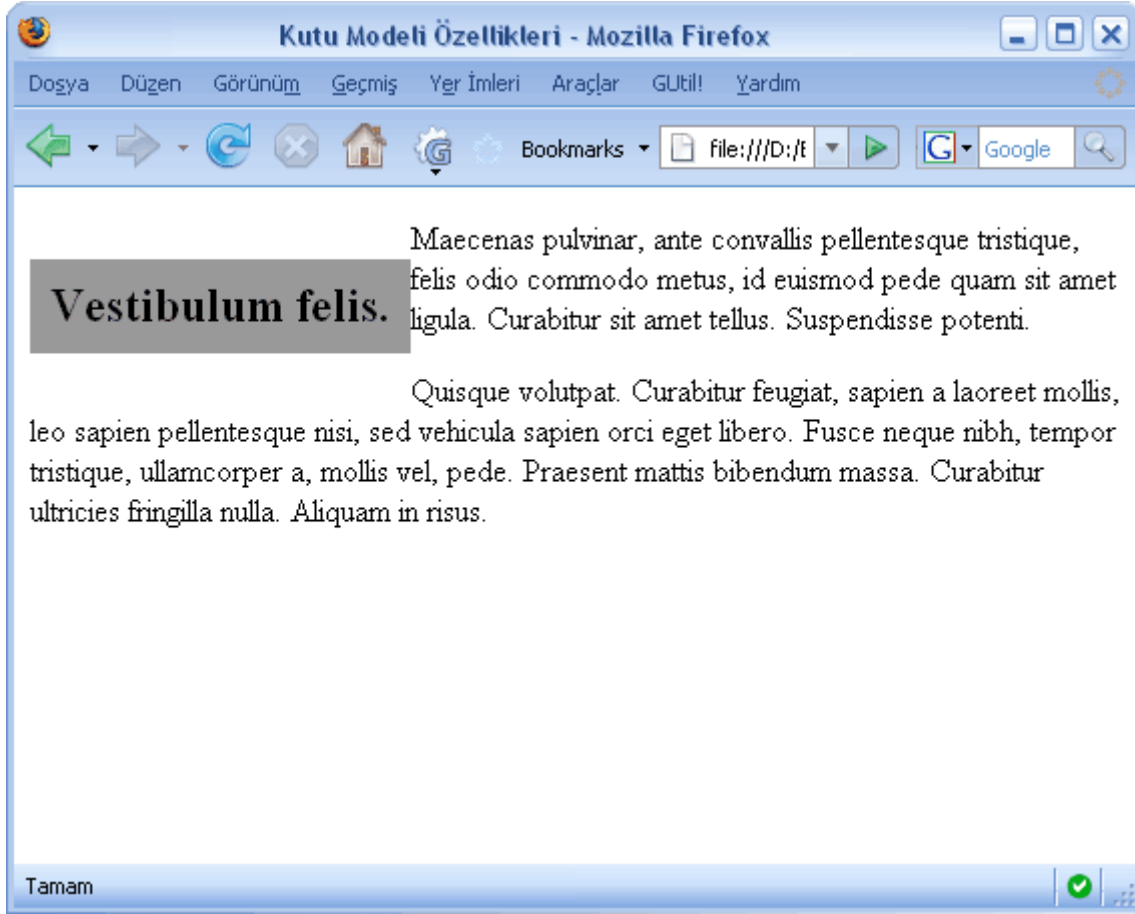 Kutu Modeli Özellikleri - Mozilla Firefox
Dosya Düzen Görünüm Geçmiş Yer İmleri Araçlar GUtil! Yardım
G Bookmarks file:///D:/E G Google
Maecenas pulvinar, ante convallis pellentesque tristique,
felis odio commodo metus, id euismod pede quam sit amet
Vestibulum felis.
ligula. Curabitur sit amet tellus. Suspendisse potenti.
Quisque volutpat. Curabitur feugiat, sapien a laoreet mollis,
leo sapien pellentesque nisi, sed vehicula sapien orci eget libero. Fusce neque nibh, tempor
tristique, ullamcorper a, mollis vel, pede. Praesent mattis bibendum massa. Curabitur
ultricies fringilla nulla. Aliquam in risus.
Tamam